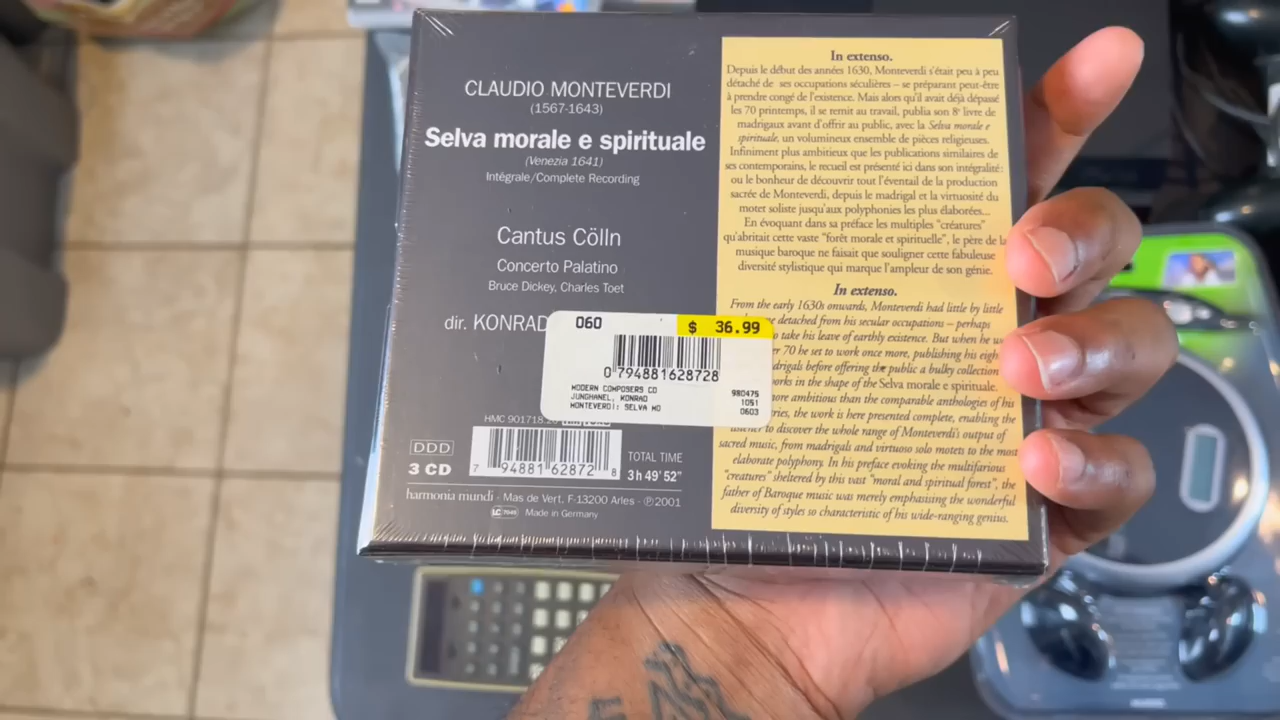 CLAUDIO MONTEVERDI
(1567-1643)
Selva morale e spirituale
(Venezia 1641)
Intégrale/Complete Recording
Cantus Cölln
Concerto Palatino
Bruce Dickey, Charles Toet
dir. KONRAD
060
$ 36.99
0 794881628728
MODERN COMPOSERS CD
JUNGHANEL, KONRAD
MONTEVERDI: SELVA MO
980475
1051
0603
HMC 901718.
DDD
3 CD
7 94881 62872 8
TOTAL TIME
3 h 49' 52"
harmonia mundi · Mas de Vert, F-13200 Arles · ℗2001
LC 7045 Made in Germany
In extenso.
Depuis le début des années 1630, Monteverdi s'était peu à peu
détaché de ses occupations séculières – se préparant peut-être
à prendre congé de l'existence. Mais alors qu'il avait déjà dépassé
les 70 printemps, il se remit au travail, publia son 8e livre de
madrigaux avant d'offrir au public, avec la Selva morale e
spirituale, un volumineux ensemble de pièces religieuses.
Infiniment plus ambitieux que les publications similaires de
ses contemporains, le recueil est présenté ici dans son intégralité:
ou le bonheur de découvrir tout l'éventail de la production
sacrée de Monteverdi, depuis le madrigal et la virtuosité du
motet soliste jusqu'aux polyphonies les plus élaborées...
En évoquant dans sa préface les multiples "créatures"
qu'abritait cette vaste "forêt morale et spirituelle", le père de la
musique baroque ne faisait que souligner cette fabuleuse
diversité stylistique qui marque l'ampleur de son génie.
In extenso.
From the early 1630s onwards, Monteverdi had little by little
detached from his secular occupations – perhaps
to take his leave of earthly existence. But when he
70 he set to work once more, publishing his
before offering the public a bulky collection
in the shape of the Selva morale e spirituale.
ambitious than the comparable anthologies of his
the work is here presented complete, enabling the
to discover the whole range of Monteverdi's output of
sacred music, from madrigals and virtuoso solo motets to the most
elaborate polyphony. In his preface evoking the multifarious
"creatures" sheltered by this vast "moral and spiritual forest", the
father of Baroque music was merely emphasising the wonderful
diversity of styles so characteristic of his wide-ranging genius.